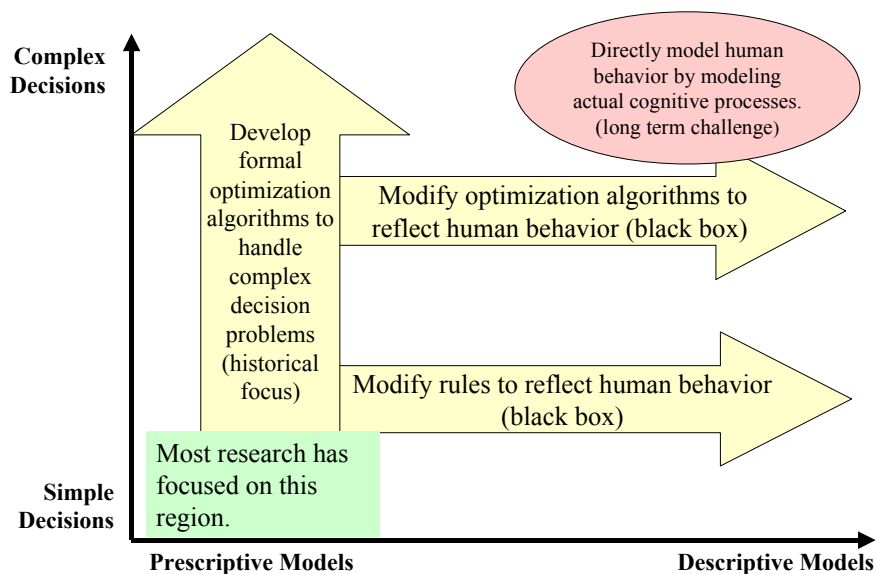 Complex
Decisions
Directly model human
behavior by modeling
actual cognitive processes.
(long term challenge)
Develop
formal
optimization
algorithms to
handle
complex
decision
problems
(historical
focus)
Modify optimization algorithms to
reflect human behavior (black box)
Modify rules to reflect human behavior
(black box)
Most research has
focused on this
region.
Simple
Decisions
Prescriptive Models
Descriptive Models